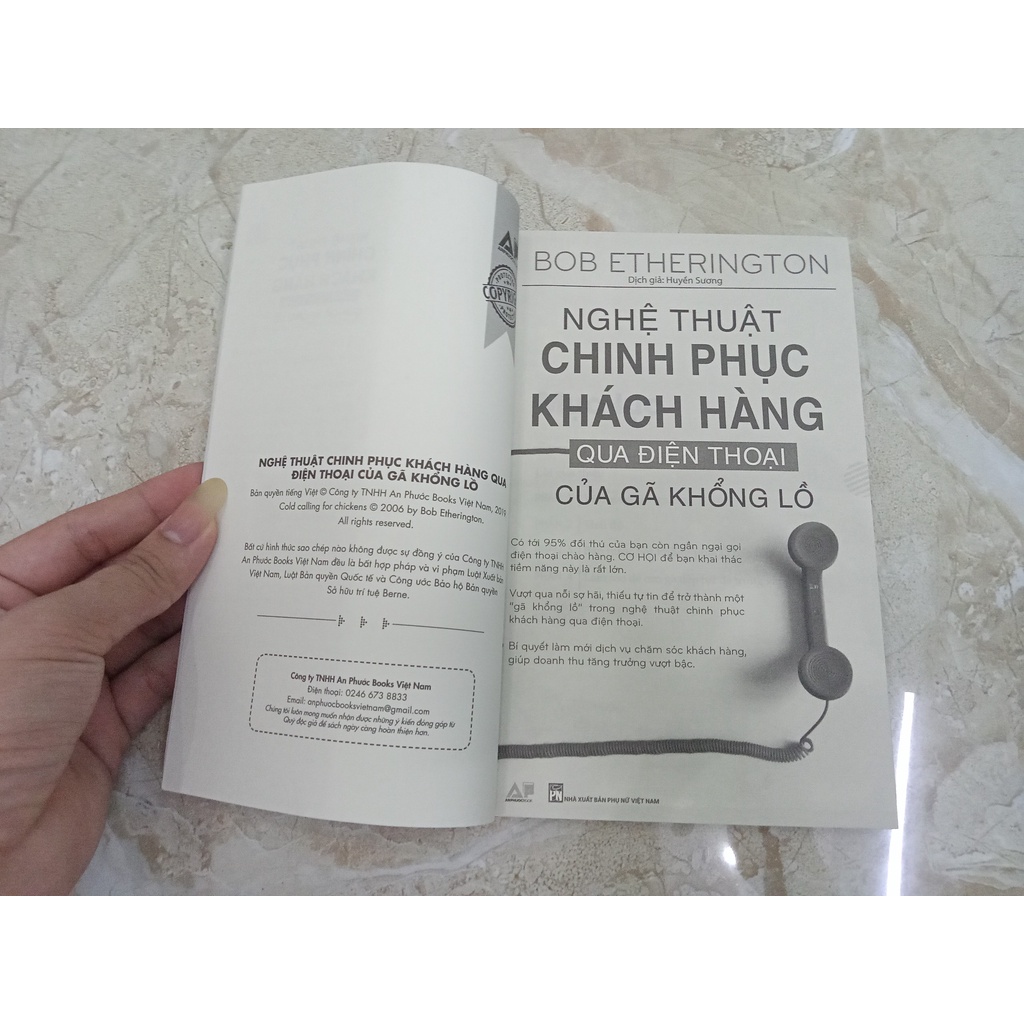 COPYR
NGHỆ THUẬT CHINH PHỤC KHÁCH HÀNG QUA
ĐIỆN THOẠI CỦA GÃ KHỔNG LỒ
Bản quyền tiếng Việt © Công ty TNHH An Phước Books Việt Nam, 2019
Cold calling for chickens © 2006 by Bob Etherington.
All rights reserved.
Bất cứ hình thức sao chép nào không được sự đồng ý của Công ty TNHH
An Phước Books Việt Nam đều là bất hợp pháp và vi phạm Luật Xuất bản
Việt Nam, Luật Bản quyền Quốc tế và Công ước Bảo hộ Bản quyền
Sở hữu trí tuệ Berne.
Công ty TNHH An Phước Books Việt Nam
Điện thoại: 0246 673 8833
Email: anphuocbooksvietnam@gmail.com
Chúng tôi luôn mong muốn nhận được những ý kiến đóng góp từ
Quý độc giả để sách ngày càng hoàn thiện hơn.
BOB ETHERINGTON
Dịch giả: Huyền Sương
NGHỆ THUẬT
CHINH PHỤC
KHÁCH HÀNG
QUA ĐIỆN THOẠI
CỦA GÃ KHỔNG LỒ
Có tới 95% đối thủ của bạn còn ngần ngại gọi
điện thoại chào hàng. CƠ HỘI để bạn khai thác
tiềm năng này là rất lớn.
Vượt qua nỗi sợ hãi, thiếu tự tin để trở thành một
"gã khổng lồ" trong nghệ thuật chinh phục
khách hàng qua điện thoại.
Bí quyết làm mới dịch vụ chăm sóc khách hàng,
giúp doanh thu tăng trưởng vượt bậc.
PN NHÀ XUẤT BẢN PHỤ NỮ VIỆT NAM